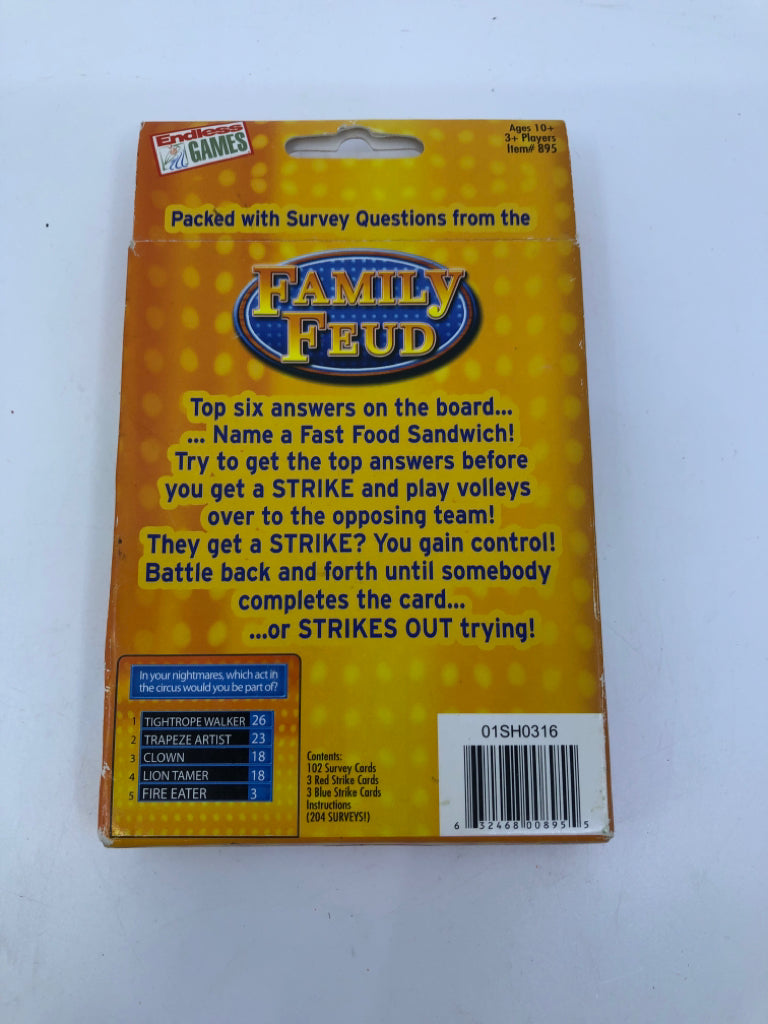 Endless
GAMES
Ages 10+
3+ Players
Item# 895
Packed with Survey Questions from the
FAMILY
FEUD
Top six answers on the board...
... Name a Fast Food Sandwich!
Try to get the top answers before
you get a STRIKE and play volleys
over to the opposing team!
They get a STRIKE? You gain control!
Battle back and forth until somebody
completes the card...
...or STRIKES OUT trying!
In your nightmares, which act in
the circus would you be part of?
1 TIGHTROPE WALKER 26
2 TRAPEZE ARTIST 23
3 CLOWN 18
4 LION TAMER 18
5 FIRE EATER 3
Contents:
102 Survey Cards
3 Red Strike Cards
3 Blue Strike Cards
Instructions
(204 SURVEYS!)
01SH0316
6 32468 00895 5